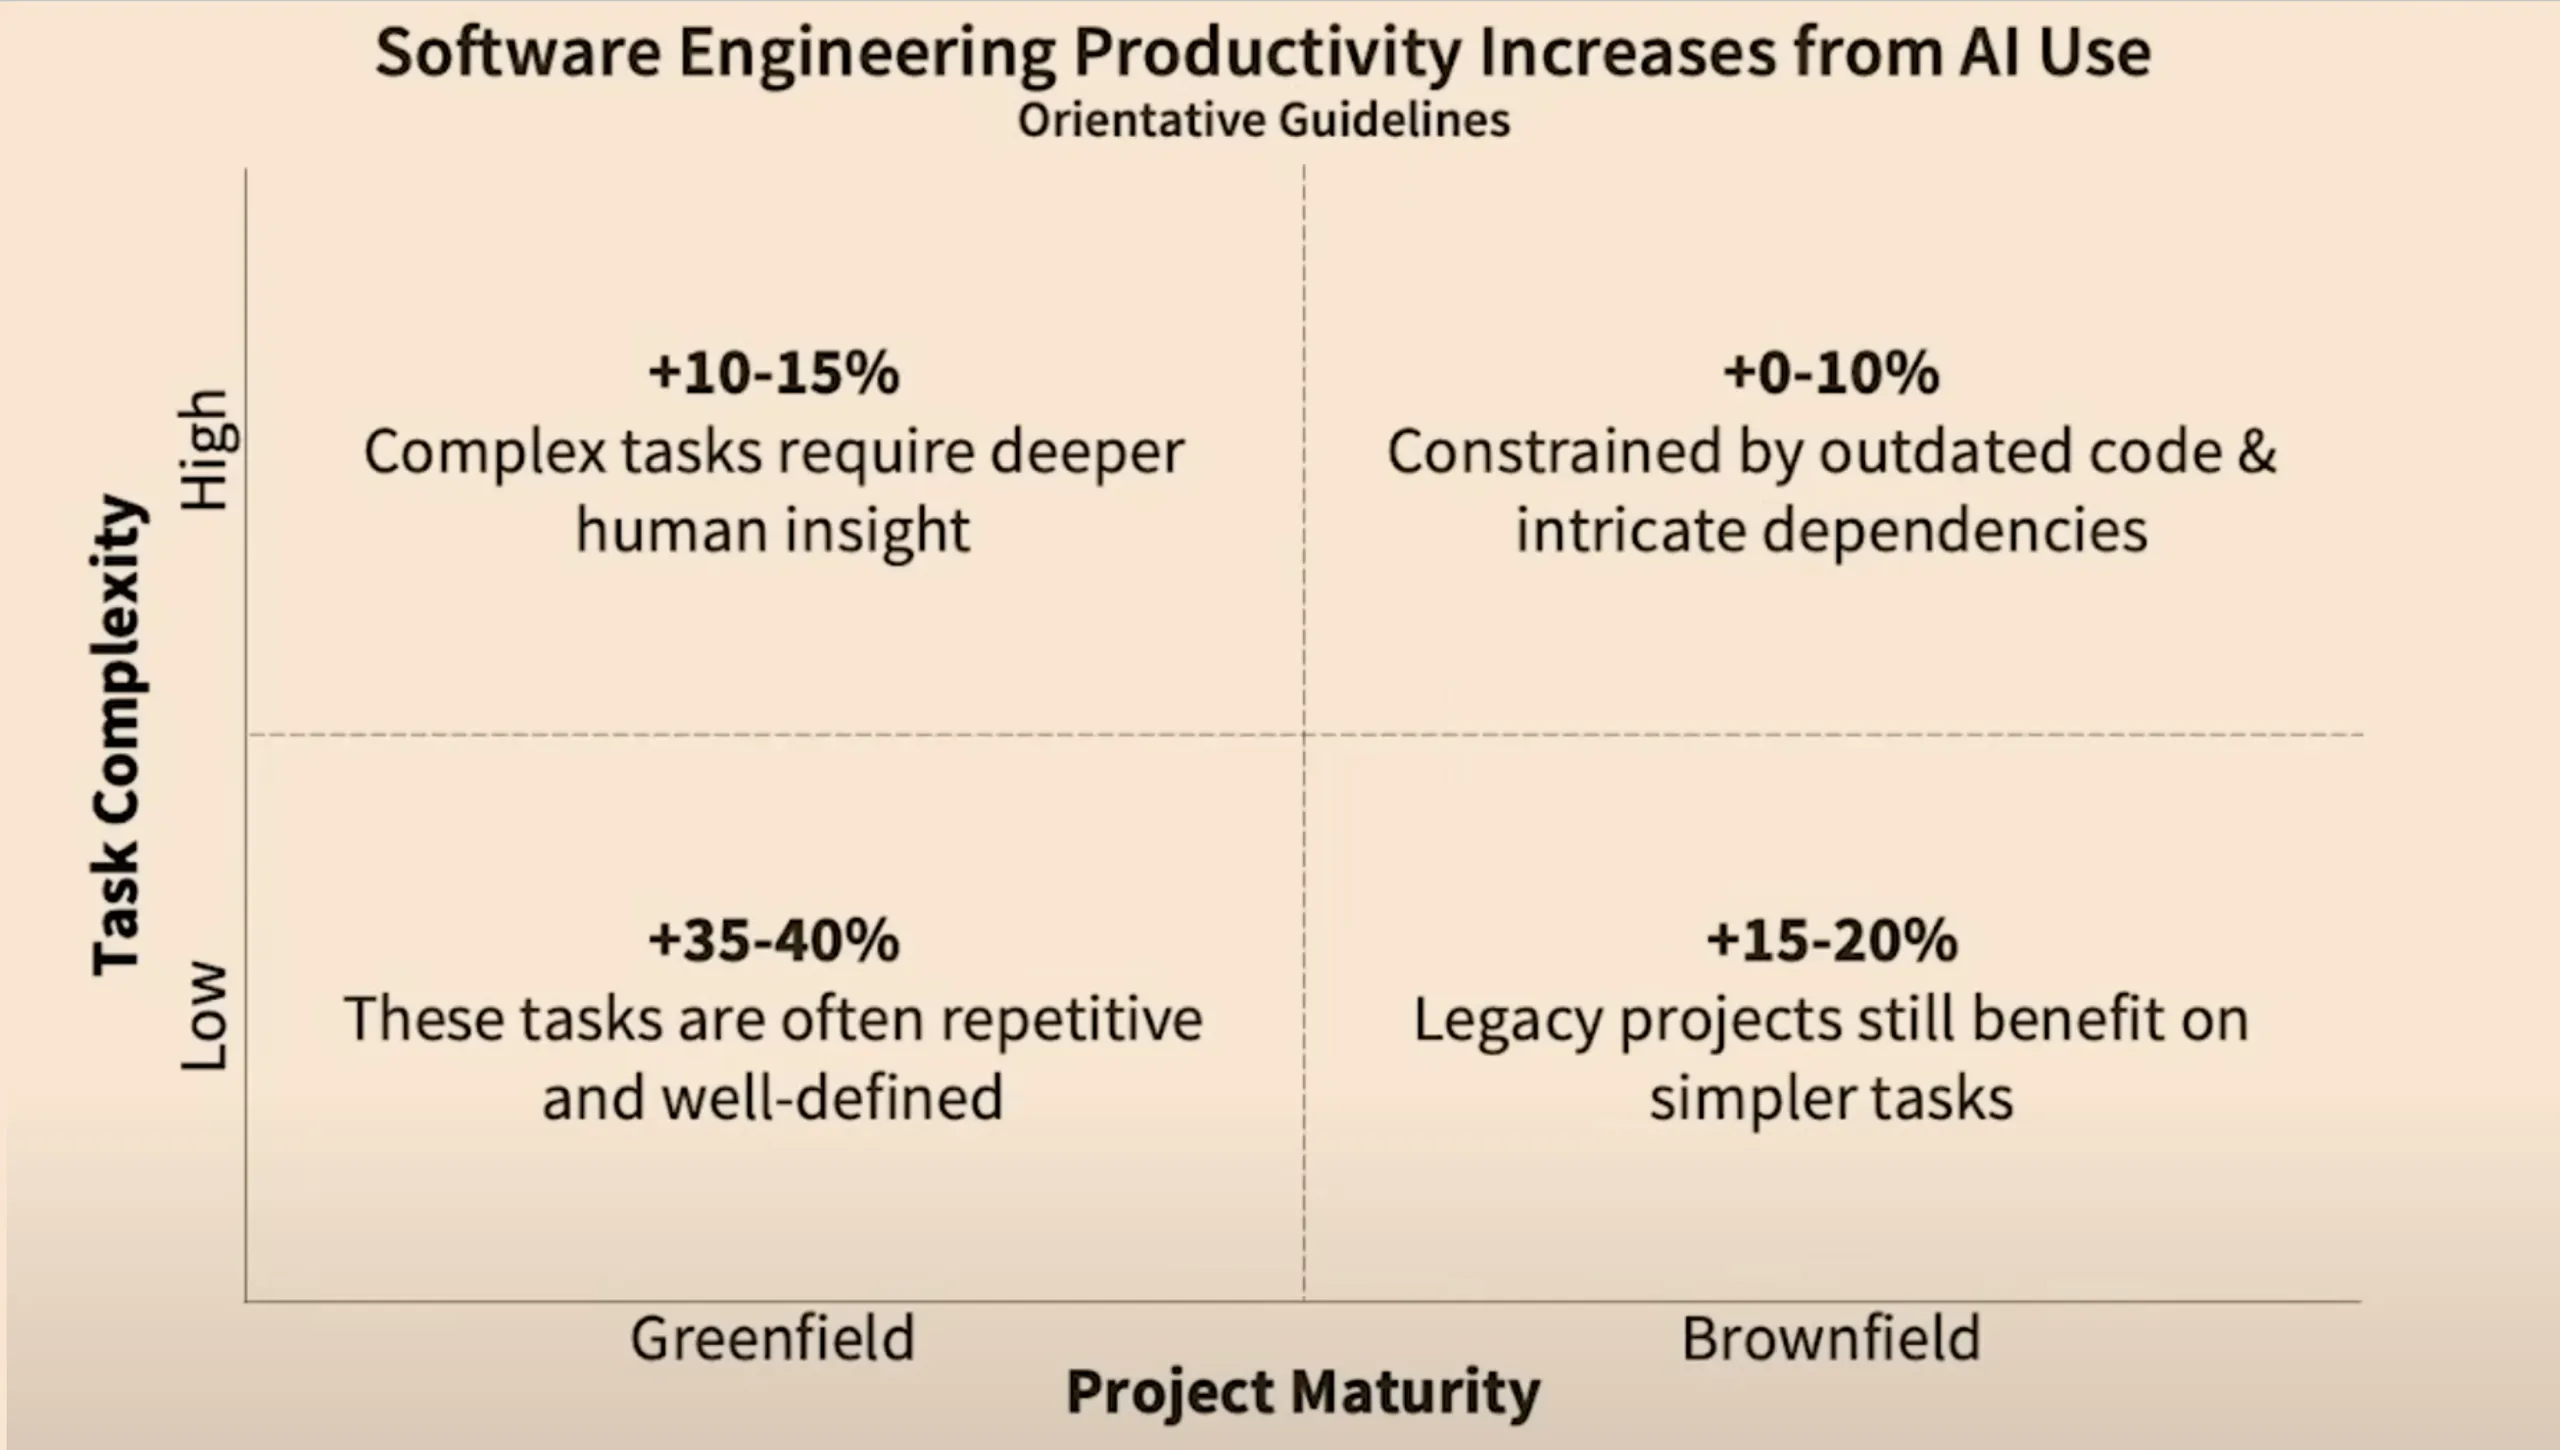 Software Engineering Productivity Increases from AI Use
Orientative Guidelines
Task Complexity
High
+10-15%
Complex tasks require deeper
human insight
+0-10%
Constrained by outdated code &
intricate dependencies
Low
+35-40%
These tasks are often repetitive
and well-defined
+15-20%
Legacy projects still benefit on
simpler tasks
Greenfield
Brownfield
Project Maturity